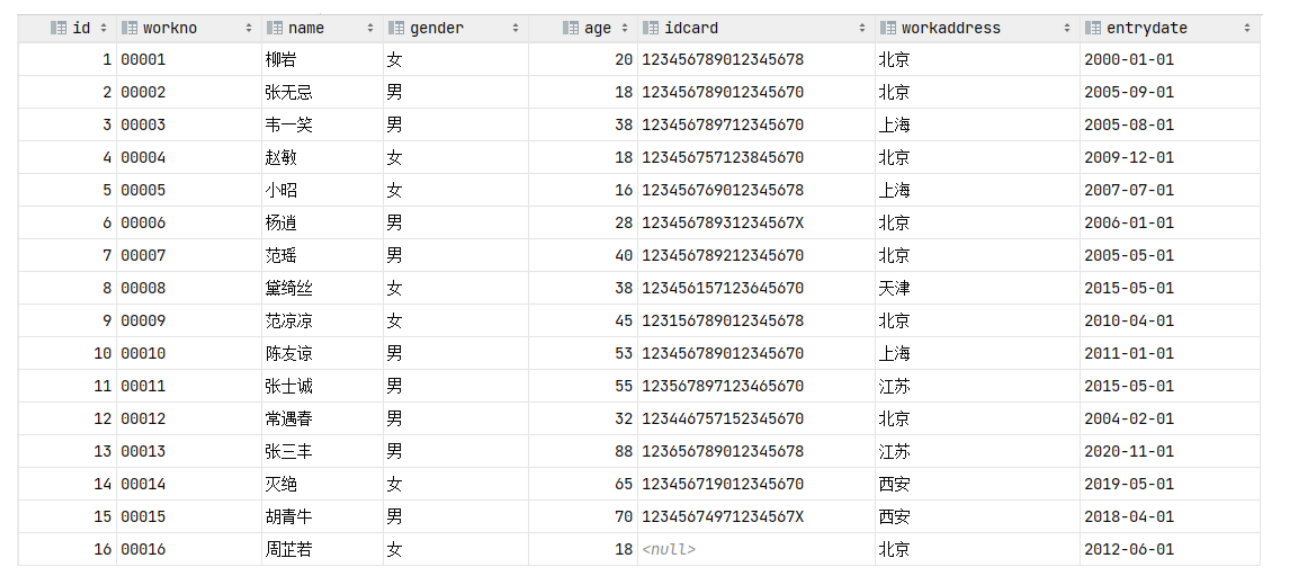 id workno name gender age idcard workaddress entrydate
1 00001 柳岩 女 20 123456789012345678 北京 2000-01-01
2 00002 张无忌 男 18 123456789012345670 北京 2005-09-01
3 00003 韦一笑 男 38 123456789712345670 上海 2005-08-01
4 00004 赵敏 女 18 123456757123845670 北京 2009-12-01
5 00005 小昭 女 16 123456769012345678 上海 2007-07-01
6 00006 杨逍 男 28 12345678931234567X 北京 2006-01-01
7 00007 范瑶 男 40 123456789212345670 北京 2005-05-01
8 00008 黛绮丝 女 38 123456157123645670 天津 2015-05-01
9 00009 范凉凉 女 45 123156789012345678 北京 2010-04-01
10 00010 陈友谅 男 53 123456789012345670 上海 2011-01-01
11 00011 张士诚 男 55 123567897123465670 江苏 2015-05-01
12 00012 常遇春 男 32 123446757152345670 北京 2004-02-01
13 00013 张三丰 男 88 123656789012345678 江苏 2020-11-01
14 00014 灭绝 女 65 123456719012345670 西安 2019-05-01
15 00015 胡青牛 男 70 12345674971234567X 西安 2018-04-01
16 00016 周芷若 女 18 <null> 北京 2012-06-01